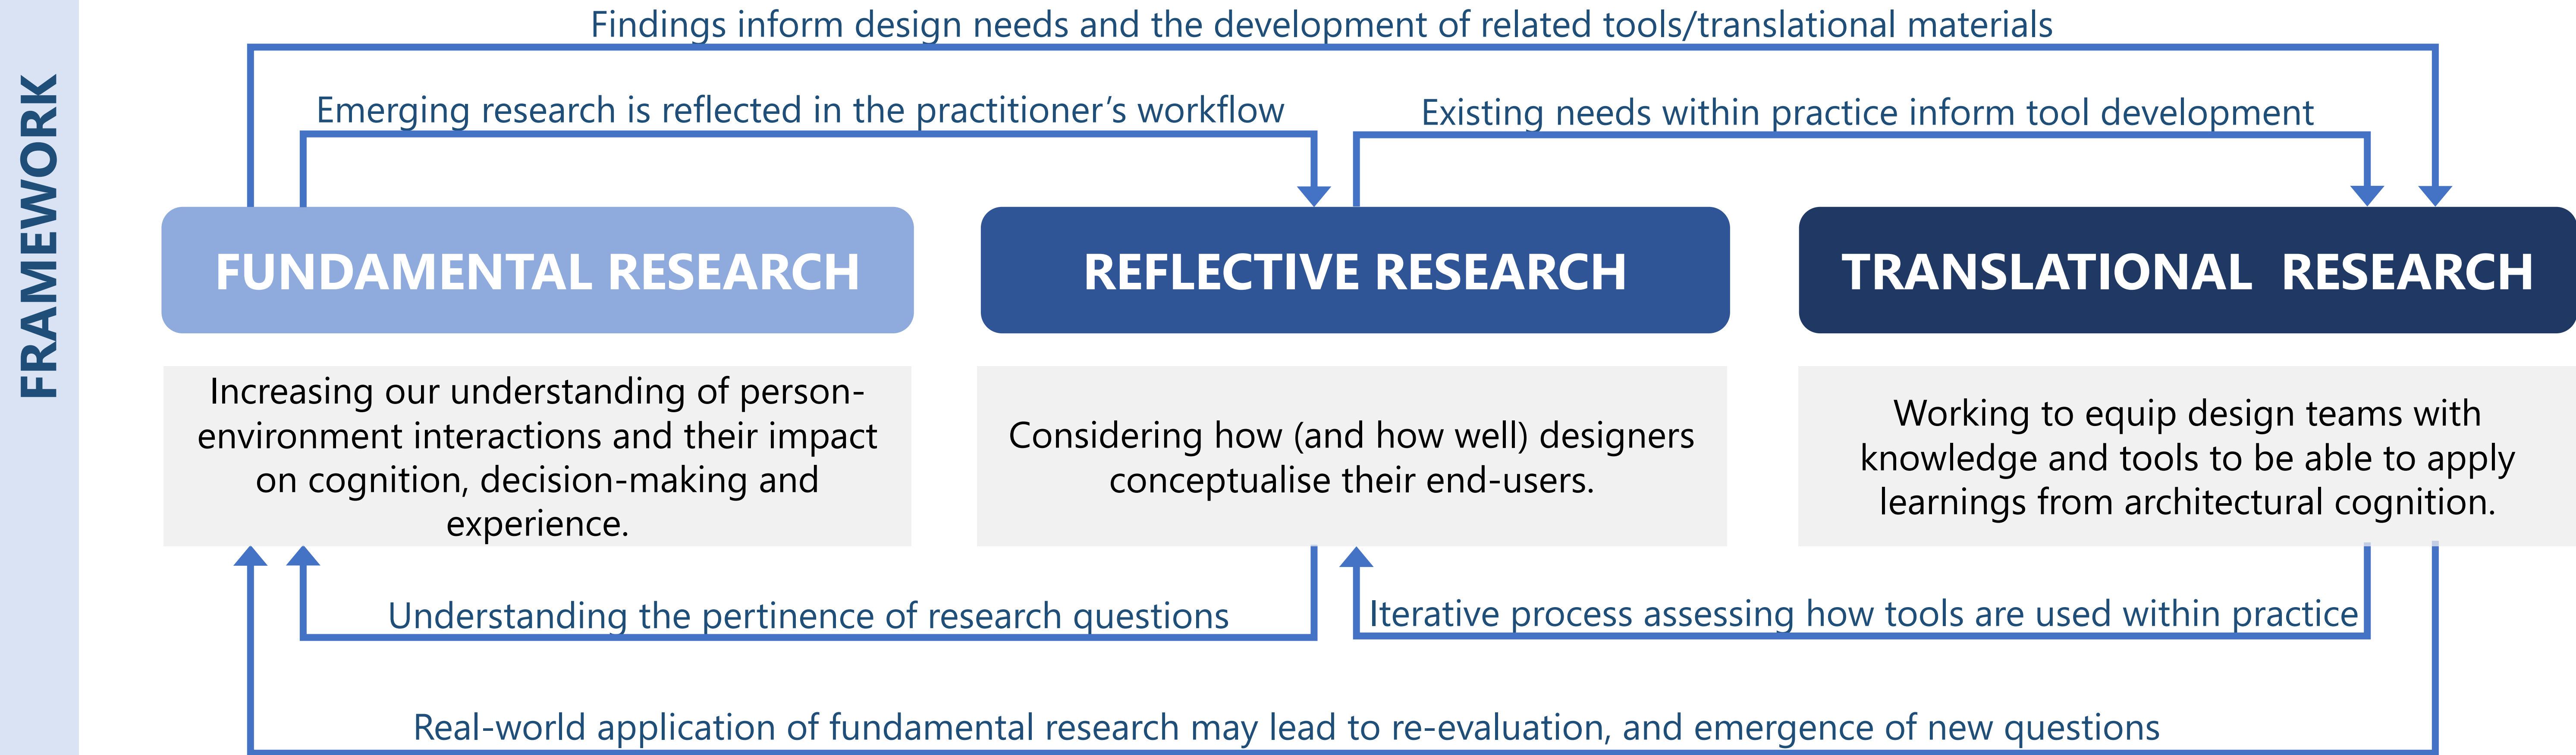 FRAMEWORK
Findings inform design needs and the development of related tools/translational materials
Emerging research is reflected in the practitioner’s workflow
Existing needs within practice inform tool development
FUNDAMENTAL RESEARCH
REFLECTIVE RESEARCH
TRANSLATIONAL RESEARCH
Increasing our understanding of person-
environment interactions and their impact
on cognition, decision-making and
experience.
Considering how (and how well) designers
conceptualise their end-users.
Working to equip design teams with
knowledge and tools to be able to apply
learnings from architectural cognition.
Understanding the pertinence of research questions
Iterative process assessing how tools are used within practice
Real-world application of fundamental research may lead to re-evaluation, and emergence of new questions